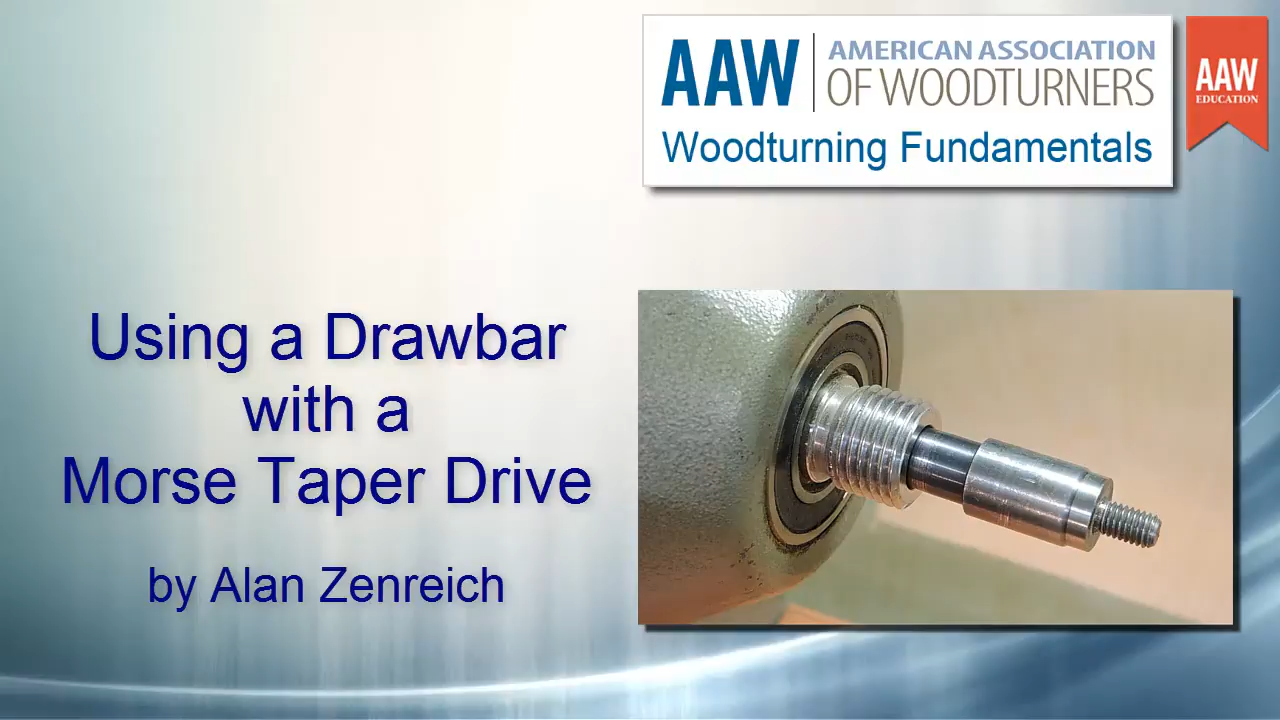 AAW
AMERICAN ASSOCIATION
OF WOODTURNERS
Woodturning Fundamentals
AAW
EDUCATION
Using a Drawbar
with a
Morse Taper Drive
by Alan Zenreich